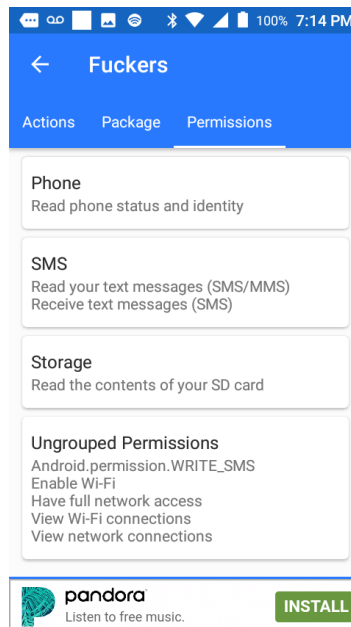 100% 7:14 PM
Fuckers
Actions Package Permissions
Phone
Read phone status and identity
SMS
Read your text messages (SMS/MMS)
Receive text messages (SMS)
Storage
Read the contents of your SD card
Ungrouped Permissions
Android.permission.WRITE_SMS
Enable Wi-Fi
Have full network access
View Wi-Fi connections
View network connections
pandora
Listen to free music.
INSTALL